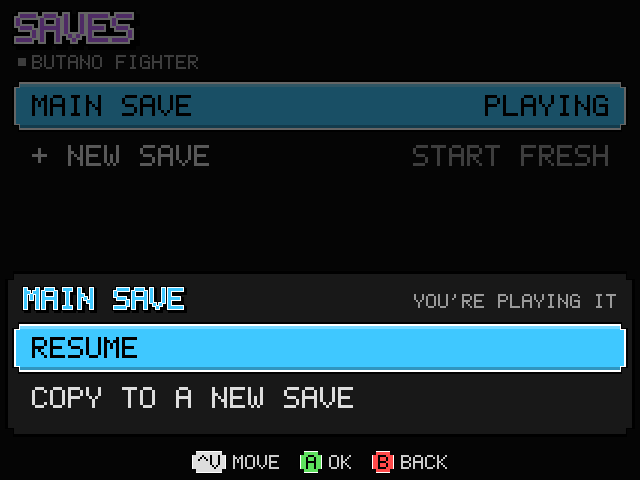 SAVES
BUTANO FIGHTER
MAIN SAVE PLAYING
+ NEW SAVE START FRESH
MAIN SAVE YOU'RE PLAYING IT
RESUME
COPY TO A NEW SAVE
^V MOVE A OK B BACK